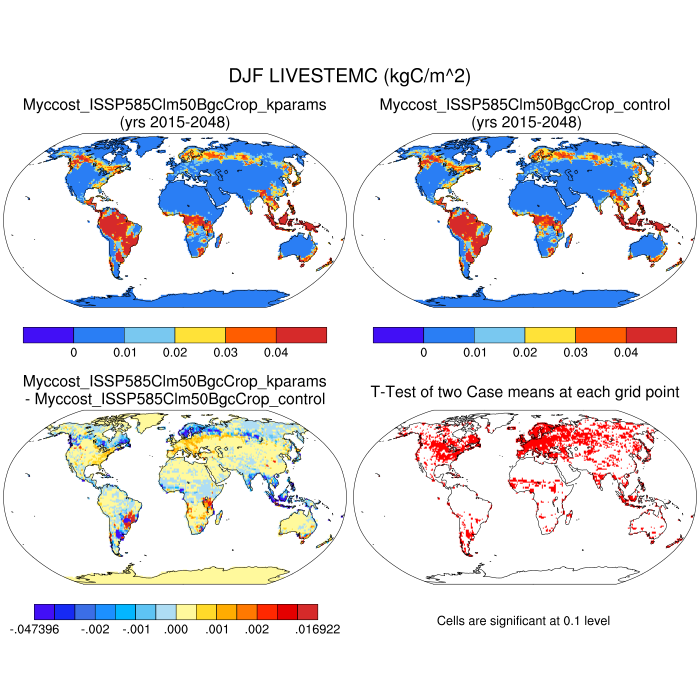 DJF LIVESTEMC (kgC/m^2)
Myccost_ISSP585Clm50BgcCrop_kparams
(yrs 2015-2048)
Myccost_ISSP585Clm50BgcCrop_control
(yrs 2015-2048)
0 0.01 0.02 0.03 0.04
0 0.01 0.02 0.03 0.04
Myccost_ISSP585Clm50BgcCrop_kparams
- Myccost_ISSP585Clm50BgcCrop_control
T-Test of two Case means at each grid point
-.047396 -.002 -.001 .000 .001 .002 .016922
Cells are significant at 0.1 level